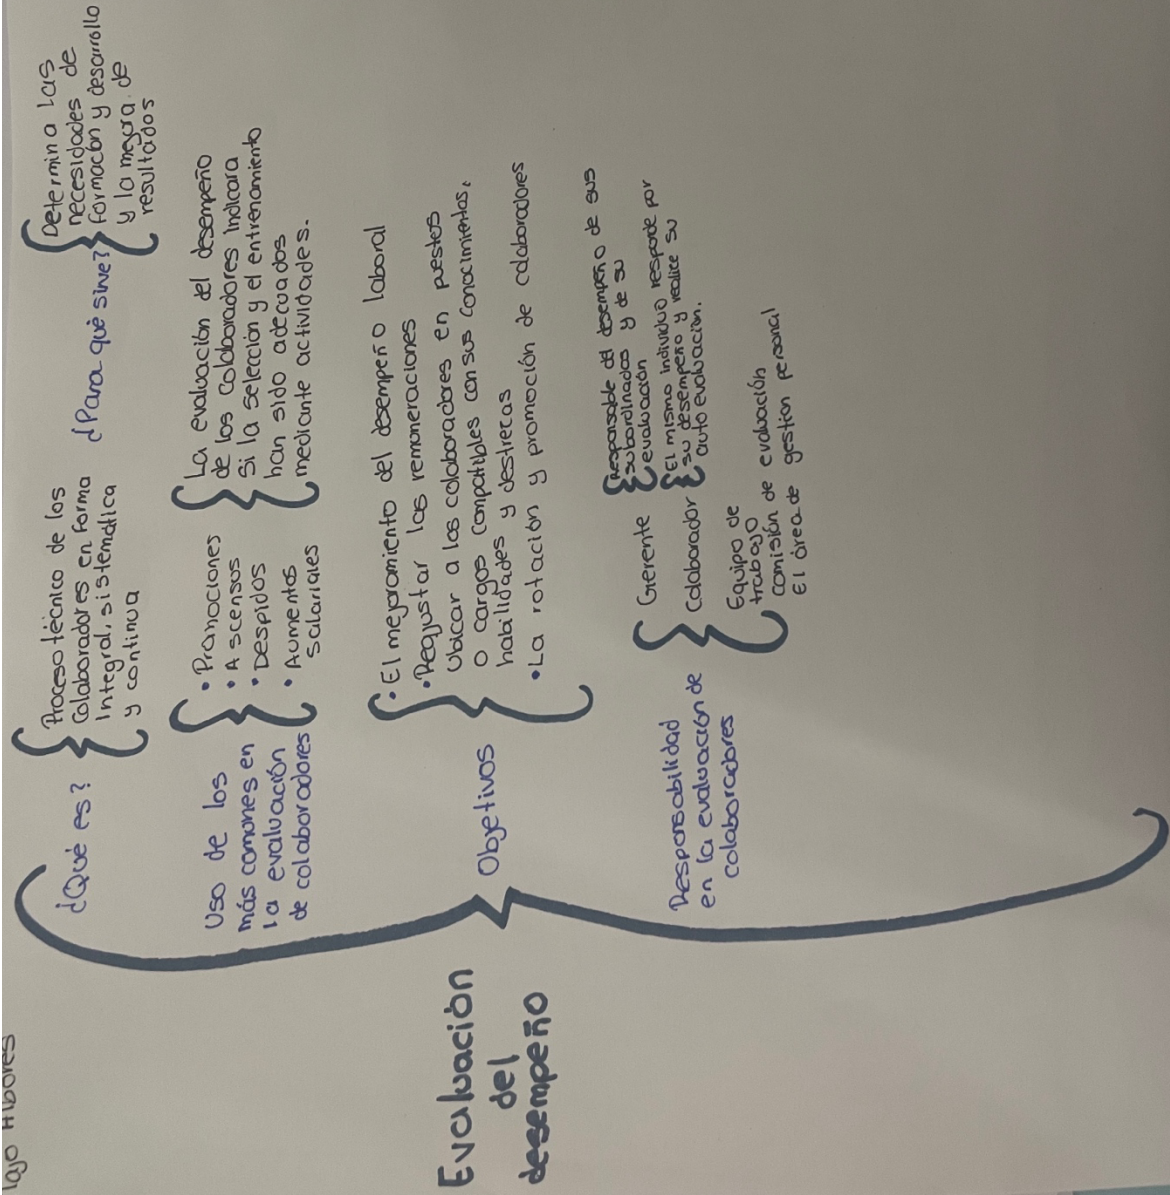 Evaluación
del
desempeño
¿Qué es?
Proceso técnico de los
Colaboradores en forma
Integral, sistemática
y continua
¿Para qué sirve?
Determina las
necesidades de
formación y desarrollo
y la mejora de
resultados
Uso de los
más comunes en
la evaluación
de colaboradores
• Promociones
• Ascensos
• Despidos
• Aumentos
salariales
La evaluación del desempeño
de los colaboradores indicara
Si la selección y el entrenamiento
han sido adecuados
mediante actividades.
Objetivos
• El mejoramiento del desempeño laboral
• Reajustar las remuneraciones
Ubicar a los colaboradores en puestos
o cargos compatibles con sus conocimientos,
habilidades y destrecas
• La rotación y promoción de colaboradores
Responsabilidad
en la evaluación de
colaboradores
Gerente
Responsable del desempeño de sus
subordinados y de su
evaluación
Colaborador
El mismo individuo responde por
su desempeño y realice su
auto evaluación.
Equipo de
trabajo
Comisión de evaluación
El área de gestión personal